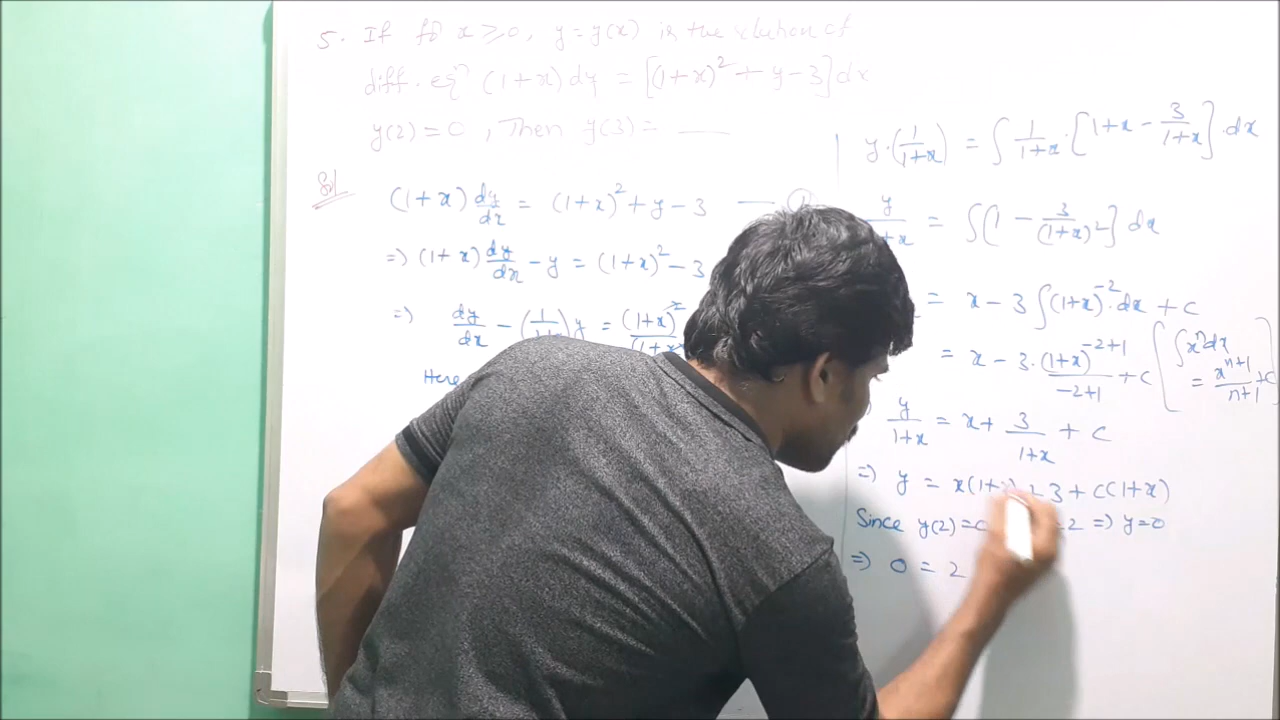 5. If for x ≥ 0, y = y(x) is the solution of
diff. eqn (1+x) dy = [(1+x)² + y - 3] dx
y(2) = 0, Then y(3) = ___
Sol
(1+x) dy/dx = (1+x)² + y - 3 — ①
⇒ (1+x) dy/dx - y = (1+x)² - 3
⇒ dy/dx - (1/1+x) y = (1+x)²
Here
y·(1/1+x) = ∫ 1/1+x · [1+x - 3/1+x]·dx
y/1+x = ∫[1 - 3/(1+x)²] dx
= x - 3∫(1+x)⁻²·dx + c
= x - 3·(1+x)⁻²⁺¹/-2+1 + c (∫xⁿdx
= xⁿ⁺¹/n+1 + c)
y/1+x = x + 3/1+x + c
⇒ y = x(1+x) + 3 + c(1+x)
Since y(2) = 0 = 2 ⇒ y = 0
⇒ 0 = 2